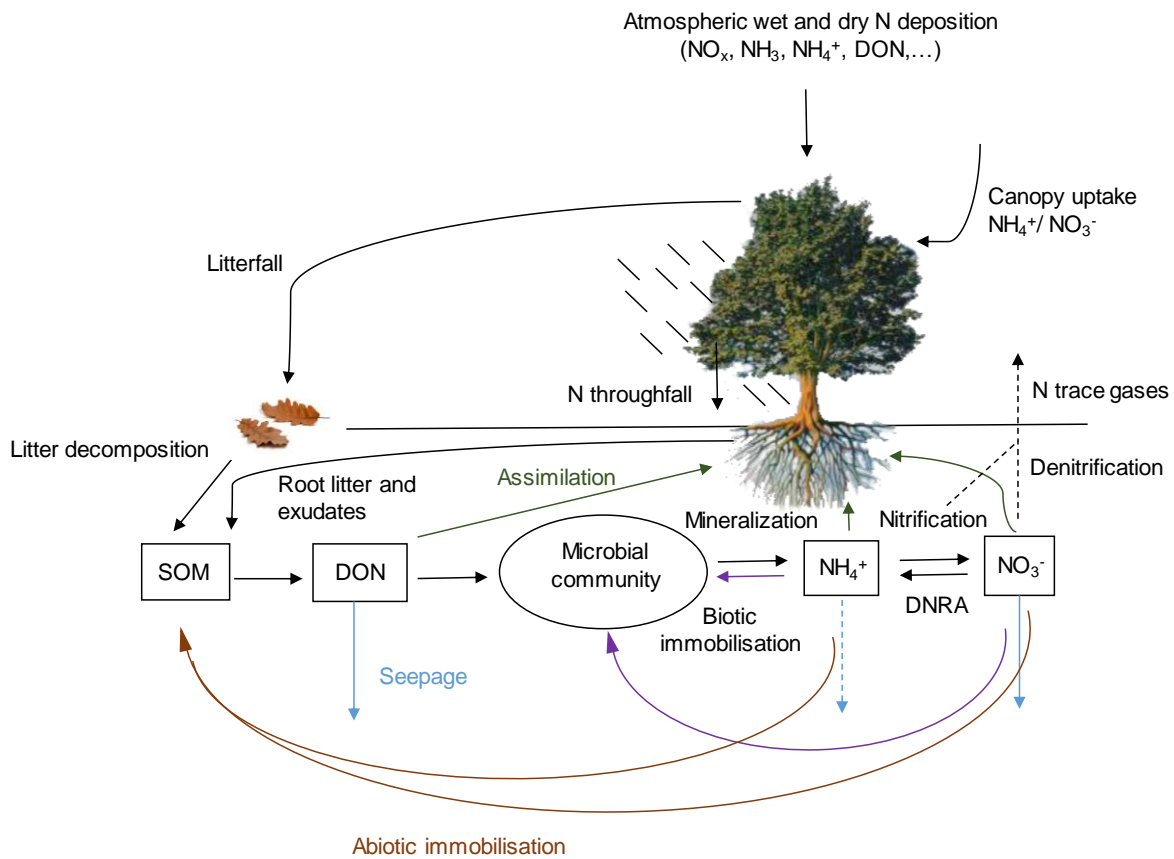 Atmospheric wet and dry N deposition
(NOₓ, NH₃, NH₄⁺, DON,…)
Canopy uptake
NH₄⁺/ NO₃⁻
Litterfall
N throughfall
N trace gases
Litter decomposition
Denitrification
Root litter and
exudates
Assimilation
Mineralization
Nitrification
SOM
DON
Microbial
community
NH₄⁺
NO₃⁻
DNRA
Biotic
immobilisation
Seepage
Abiotic immobilisation